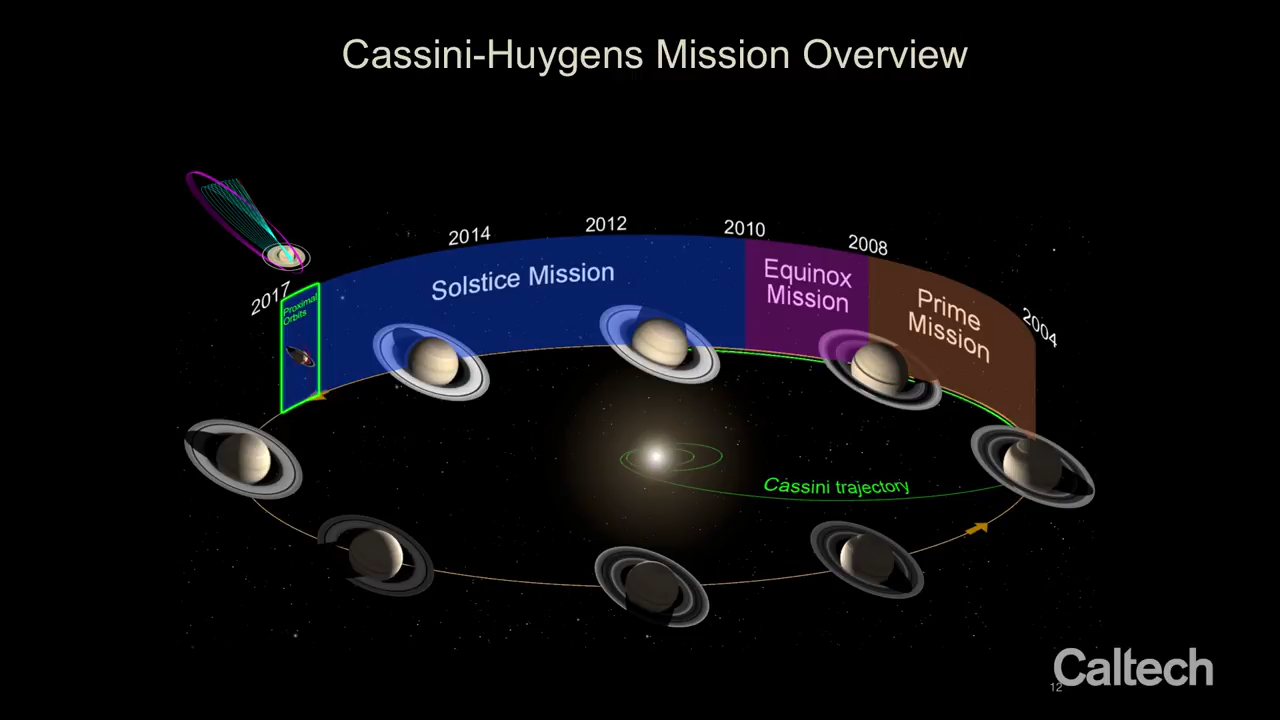 Cassini-Huygens Mission Overview
2014
2012
2010
2008
2017
2004
Proximal
Orbits
Solstice Mission
Equinox
Mission
Prime
Mission
Cassini trajectory
Caltech
12